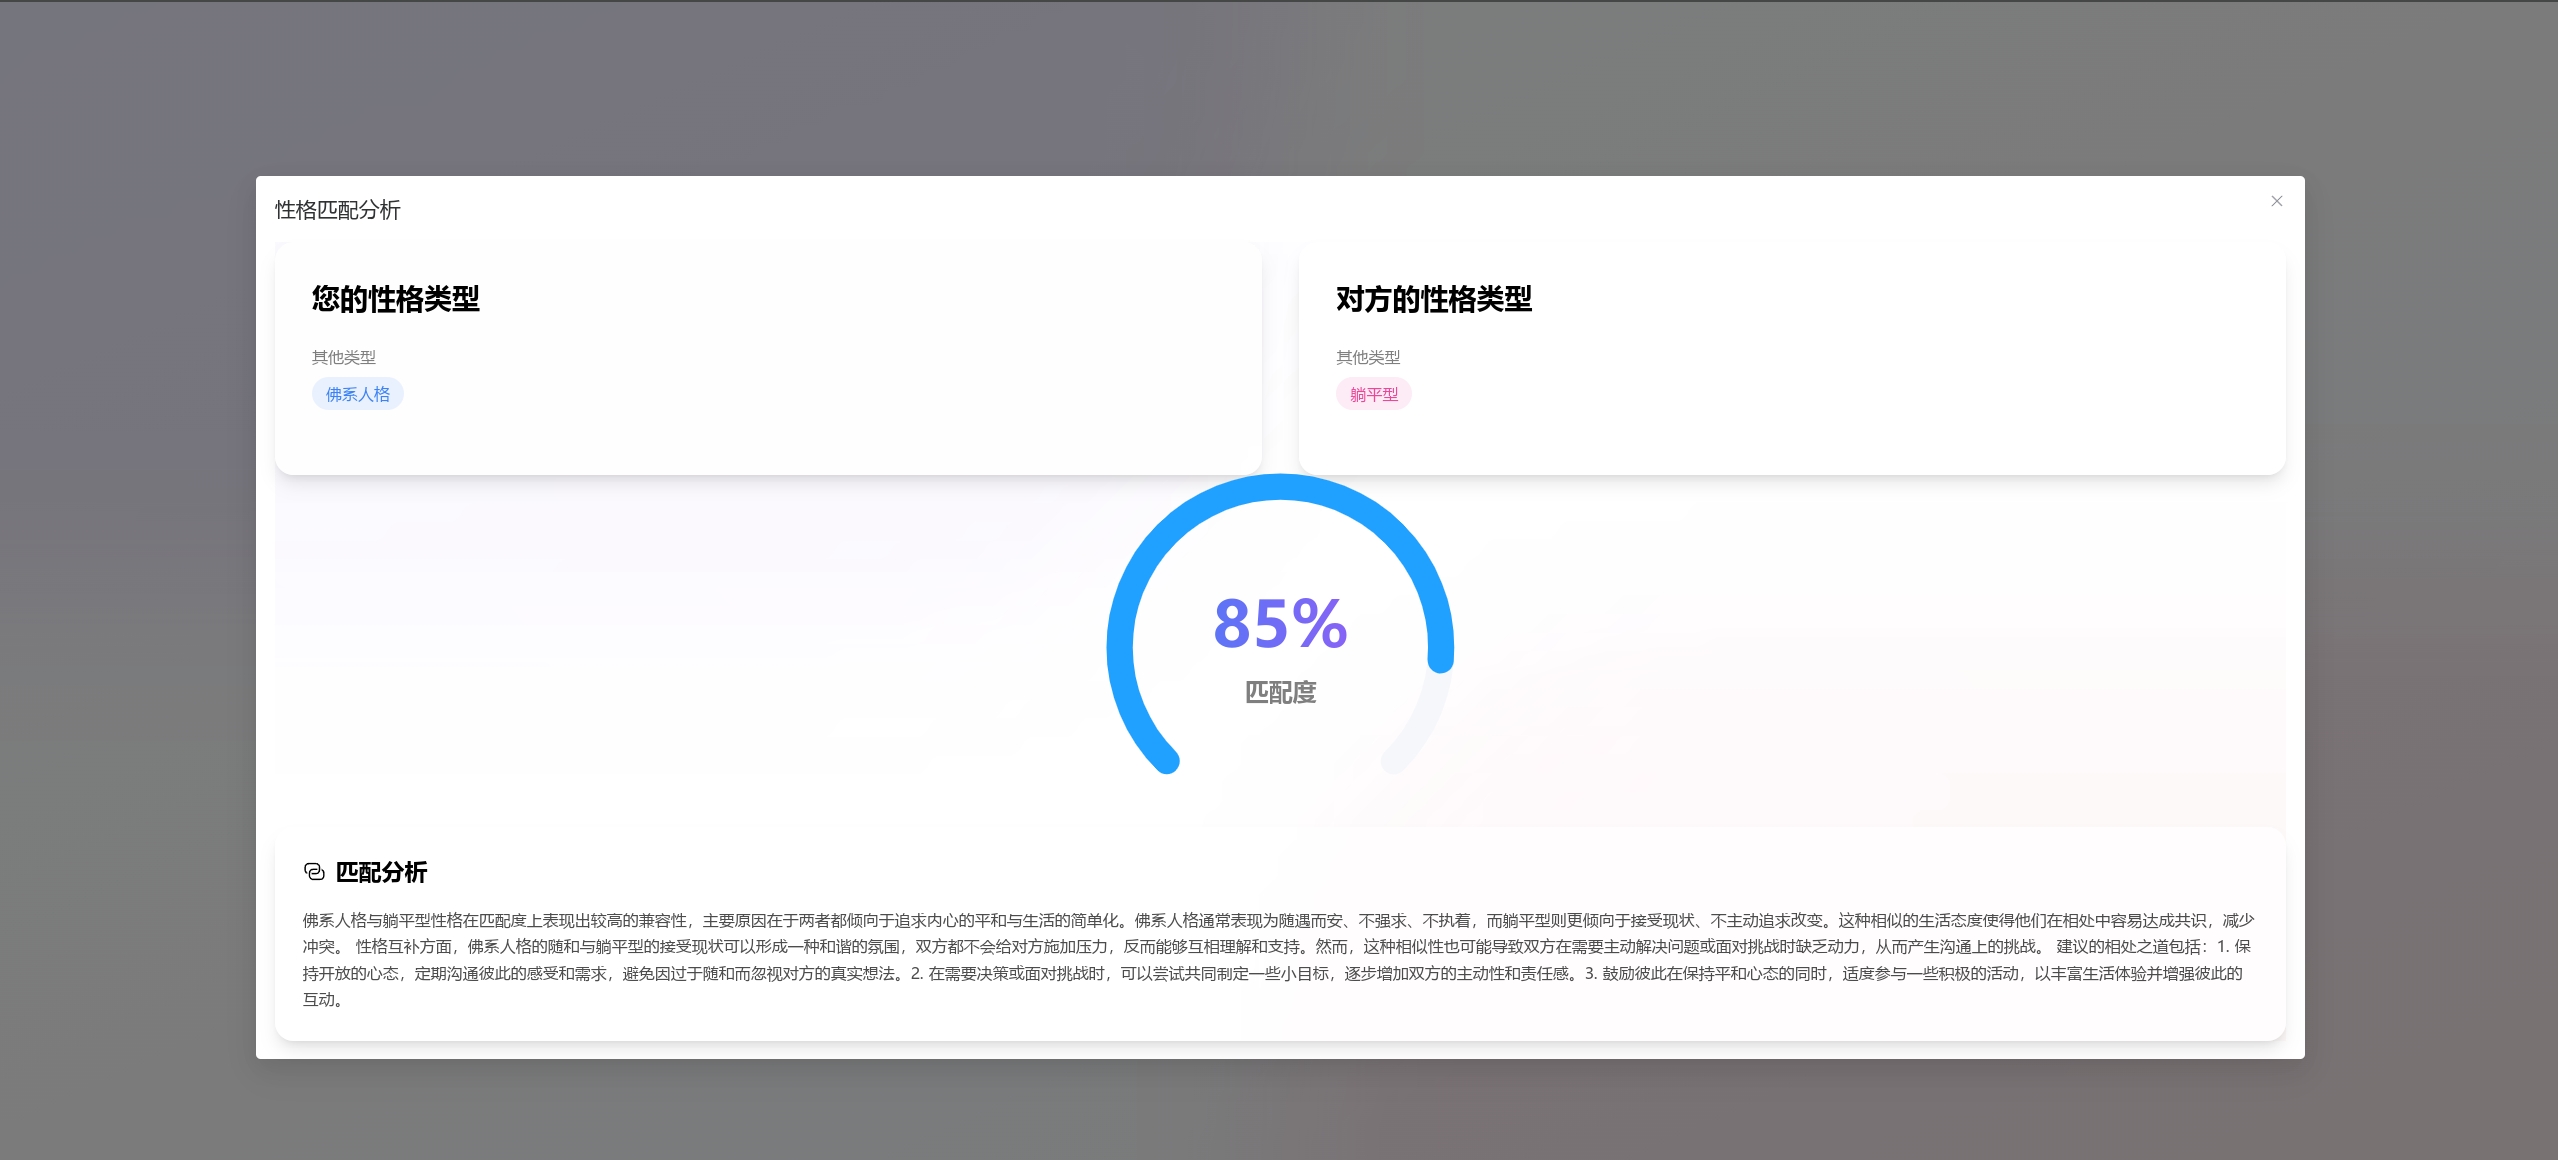 性格匹配分析
您的性格类型
其他类型
佛系人格
对方的性格类型
其他类型
躺平型
85%
匹配度
匹配分析
佛系人格与躺平型性格在匹配度上表现出较高的兼容性，主要原因在于两者都倾向于追求内心的平和与生活的简单化。佛系人格通常表现为随遇而安、不强求、不执着，而躺平型则更倾向于接受现状、不主动追求改变。这种相似的生活态度使得他们在相处中容易达成共识，减少
冲突。 性格互补方面，佛系人格的随和与躺平型的接受现状可以形成一种和谐的氛围，双方都不会给对方施加压力，反而能够互相理解和支持。然而，这种相似性也可能导致双方在需要主动解决问题或面对挑战时缺乏动力，从而产生沟通上的挑战。 建议的相处之道包括：1. 保
持开放的心态，定期沟通彼此的感受和需求，避免因过于随和而忽视对方的真实想法。2. 在需要决策或面对挑战时，可以尝试共同制定一些小目标，逐步增加双方的主动性和责任感。3. 鼓励彼此在保持平和心态的同时，适度参与一些积极的活动，以丰富生活体验并增强彼此的
互动。